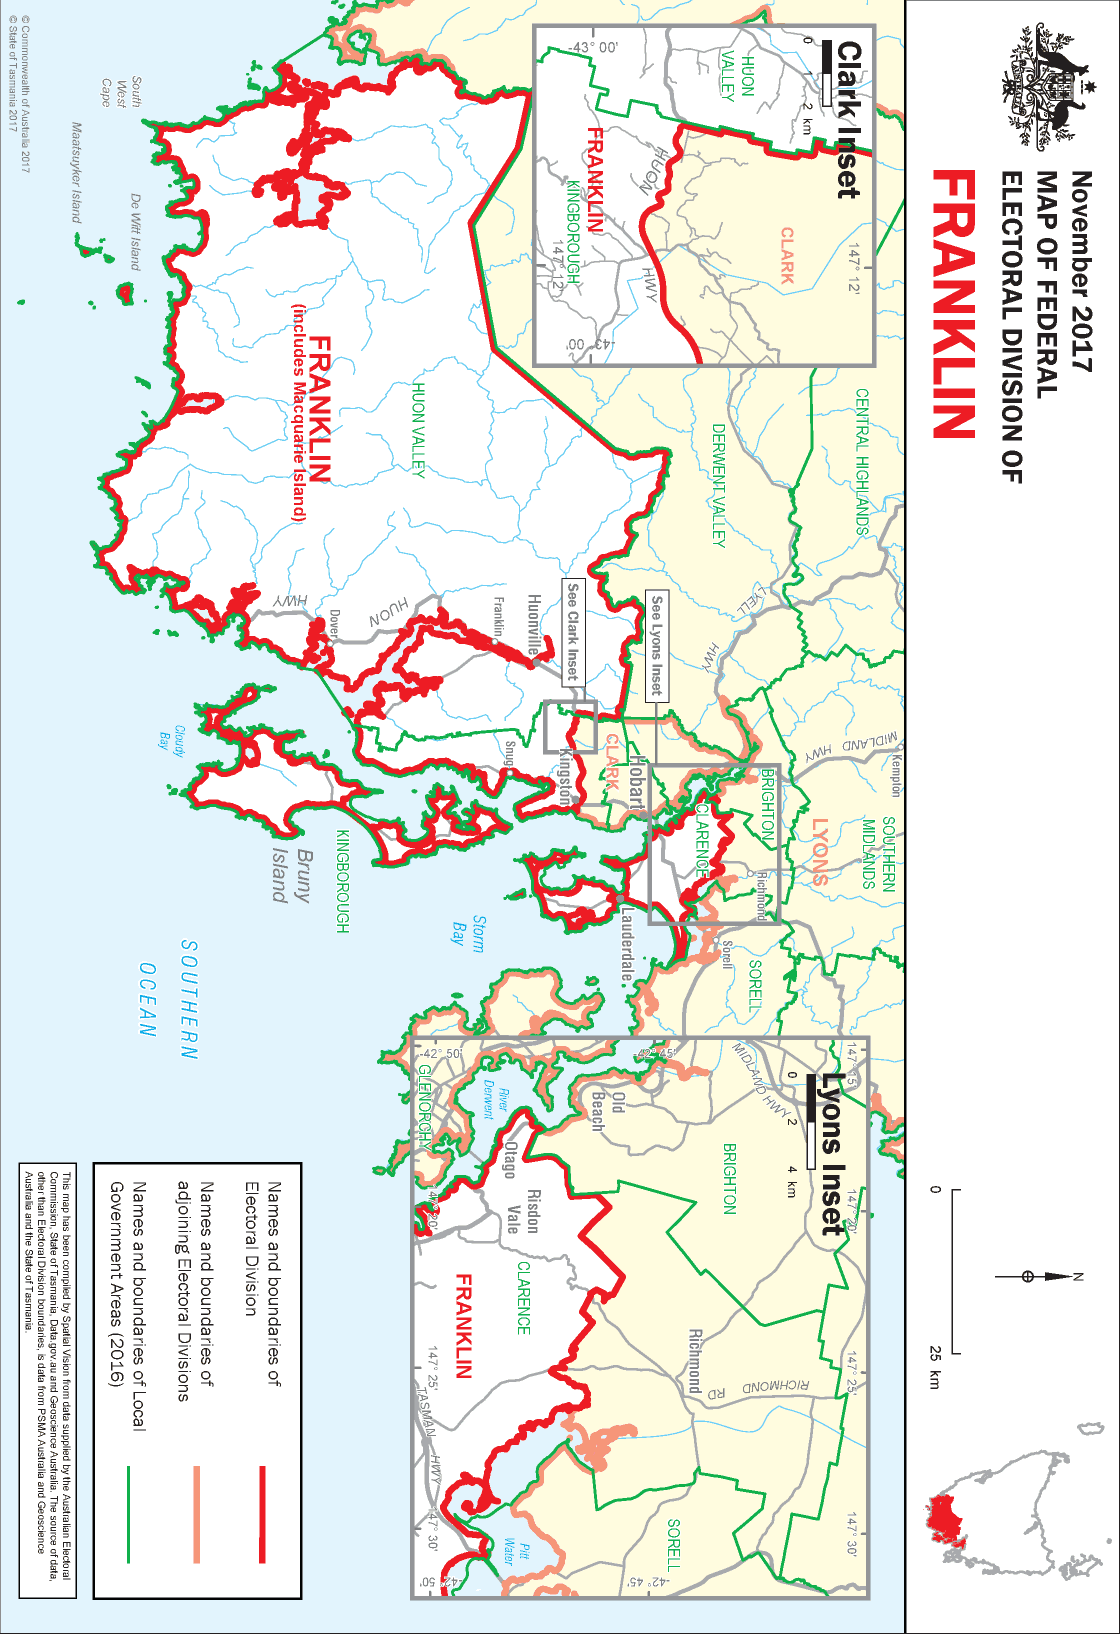 November 2017
MAP OF FEDERAL
ELECTORAL DIVISION OF
FRANKLIN
N
0
25 km
Clark Inset
0
1
2 km
-43° 00'
147° 12'
HUON
VALLEY
CLARK
HUON
HWY
FRANKLIN
KINGBOROUGH
147° 12'
-43° 00'
CENTRAL HIGHLANDS
DERWENT VALLEY
LYELL
HWY
MIDLAND
HWY
Kempton
SOUTHERN
MIDLANDS
LYONS
BRIGHTON
Richmond
CLARENCE
Sorell
SORELL
See Lyons Inset
See Clark Inset
CLARK
Hobart
Kingston
Lauderdale
Huonville
Franklin
Snug
HUON
HWY
Dover
HUON VALLEY
FRANKLIN
(includes Macquarie Island)
KINGBOROUGH
Bruny
Island
Cloudy
Bay
Storm
Bay
SOUTHERN
OCEAN
South
West
Cape
De Witt Island
Maatsuyker Island
Lyons Inset
0
2
4 km
147° 15'
147° 20'
147° 25'
147° 30'
MIDLAND HWY
-42° 45'
-42° 50'
BRIGHTON
Old
Beach
River
Derwent
GLENORCHY
Otago
Risdon
Vale
CLARENCE
FRANKLIN
Richmond
RICHMOND
RD
SORELL
Pitt
Water
TASMAN
HWY
147° 20'
147° 25'
147° 30'
-42° 45'
-42° 50'
Names and boundaries of
Electoral Division
Names and boundaries of
adjoining Electoral Divisions
Names and boundaries of Local
Government Areas (2016)
This map has been compiled by Spatial Vision from data supplied by the Australian Electoral
Commission, State of Tasmania, Data.gov.au and Geoscience Australia. The source of data,
other than Electoral Division boundaries, is data from PSMA Australia and Geoscience
Australia and the State of Tasmania.
© Commonwealth of Australia 2017
© State of Tasmania 2017